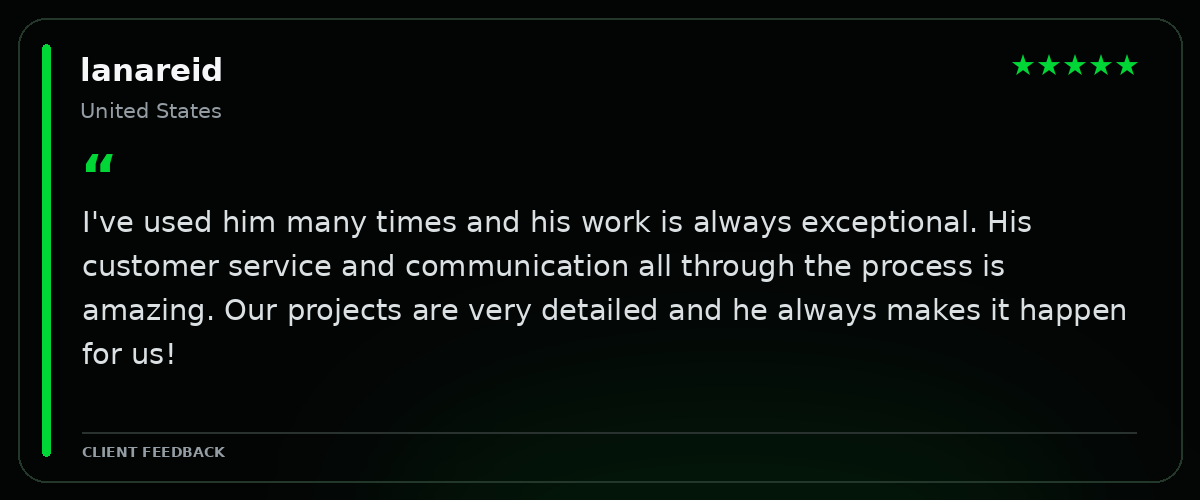 lanareid
★★★★★
United States
“
I've used him many times and his work is always exceptional. His
customer service and communication all through the process is
amazing. Our projects are very detailed and he always makes it happen
for us!
CLIENT FEEDBACK